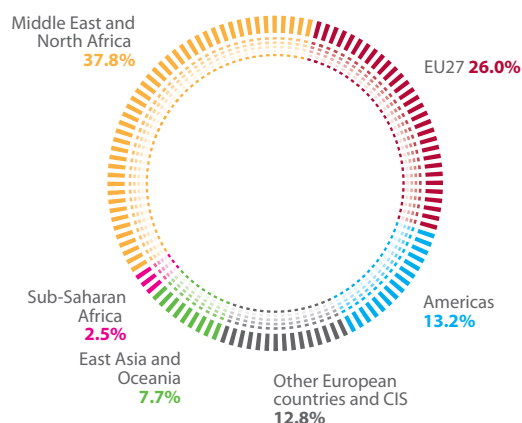 Middle East and
North Africa
37.8%
EU27 26.0%
Americas
13.2%
Other European
countries and CIS
12.8%
East Asia and
Oceania
7.7%
Sub-Saharan
Africa
2.5%